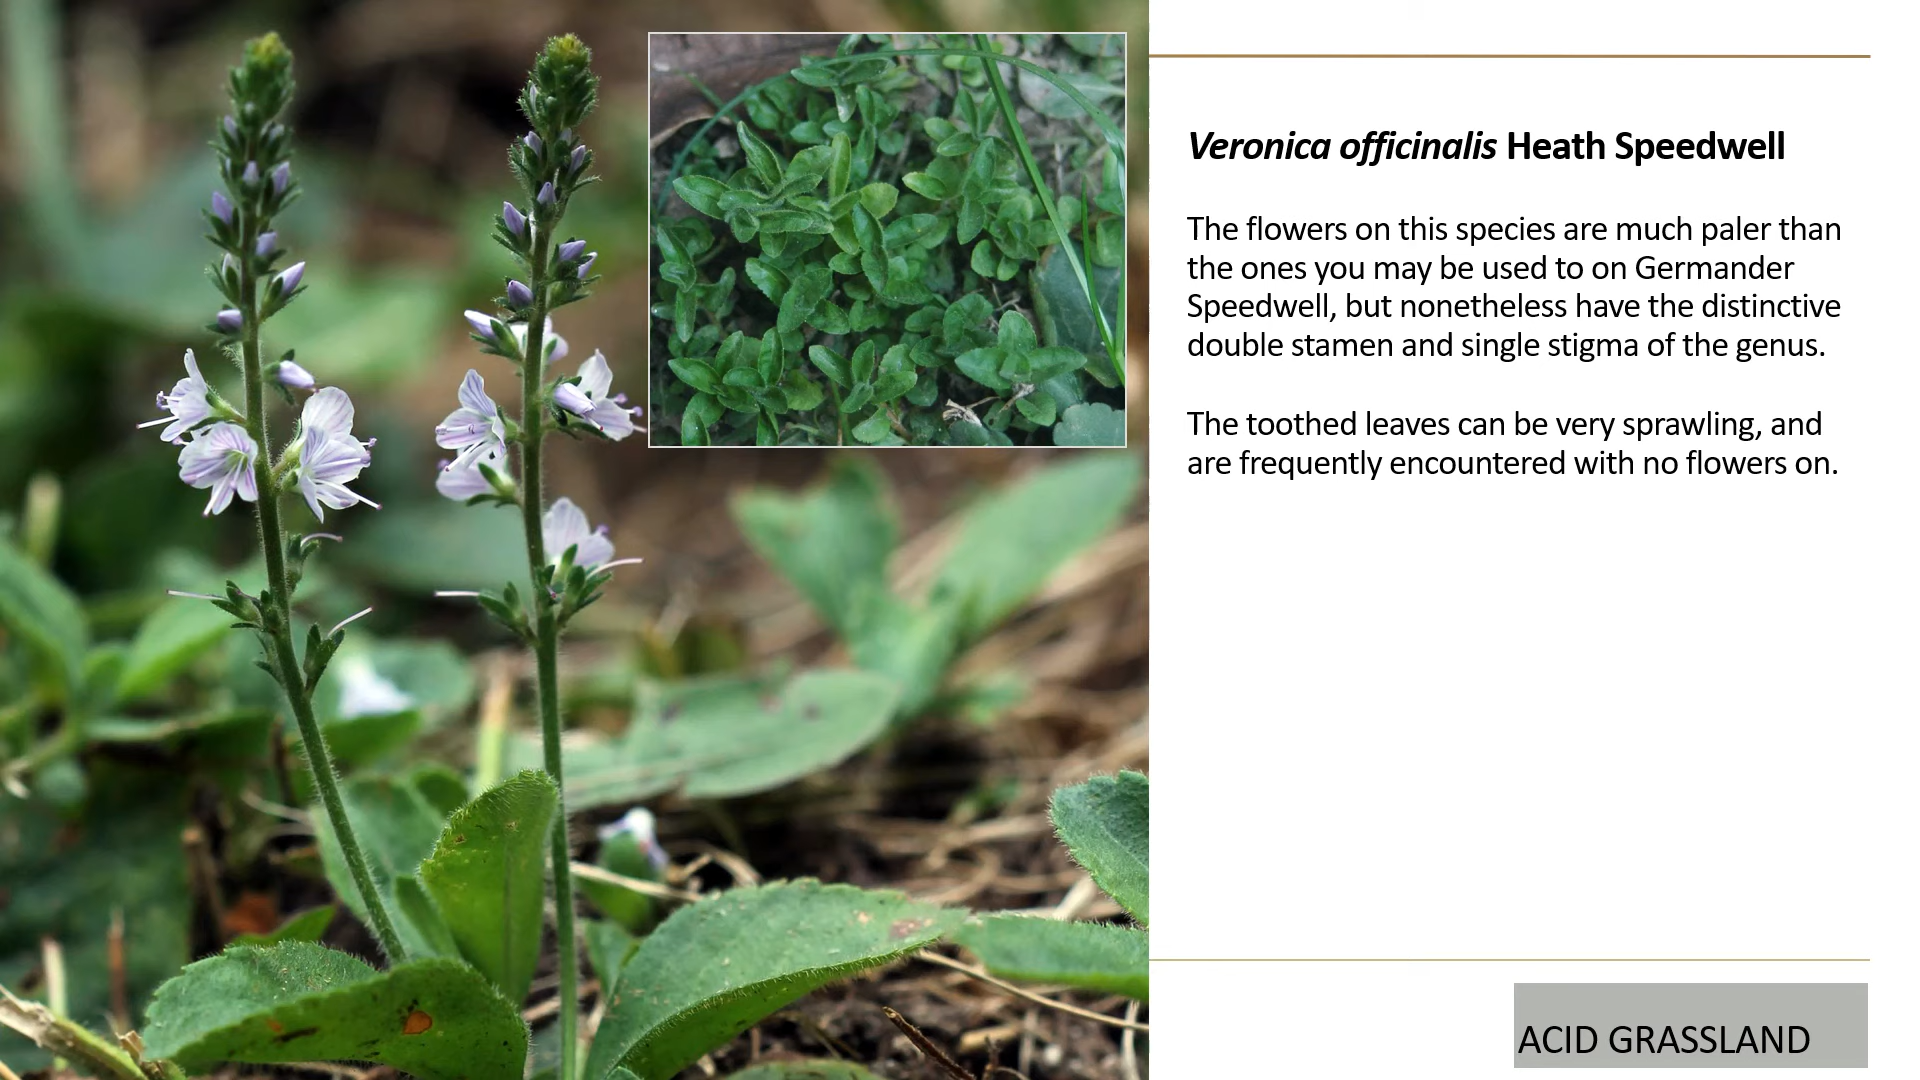 Veronica officinalis Heath Speedwell
The flowers on this species are much paler than
the ones you may be used to on Germander
Speedwell, but nonetheless have the distinctive
double stamen and single stigma of the genus.
The toothed leaves can be very sprawling, and
are frequently encountered with no flowers on.
ACID GRASSLAND